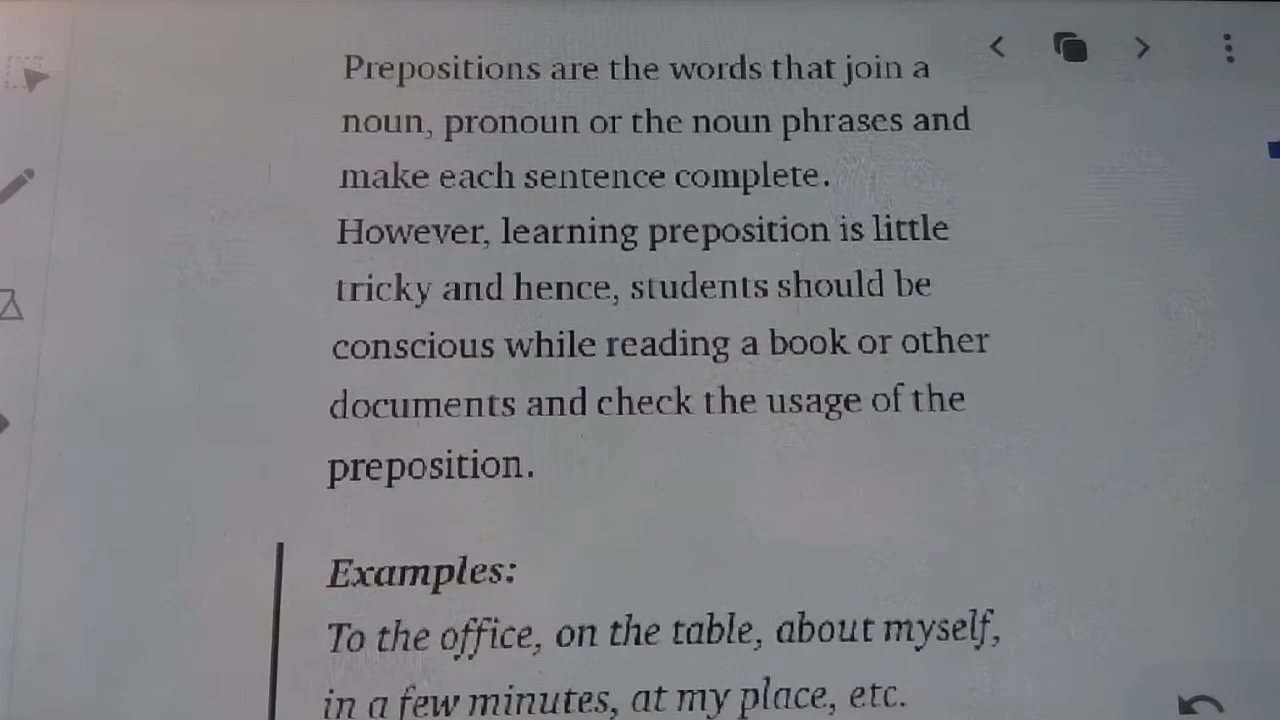 Prepositions are the words that join a
noun, pronoun or the noun phrases and
make each sentence complete.
However, learning preposition is little
tricky and hence, students should be
conscious while reading a book or other
documents and check the usage of the
preposition.
Examples:
To the office, on the table, about myself,
in a few minutes, at my place, etc.